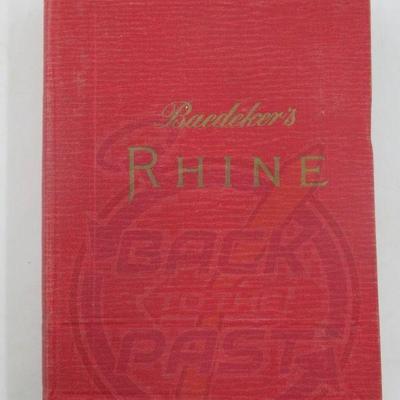 Baedeker's
RHINE
BACK
TO THE
PAST